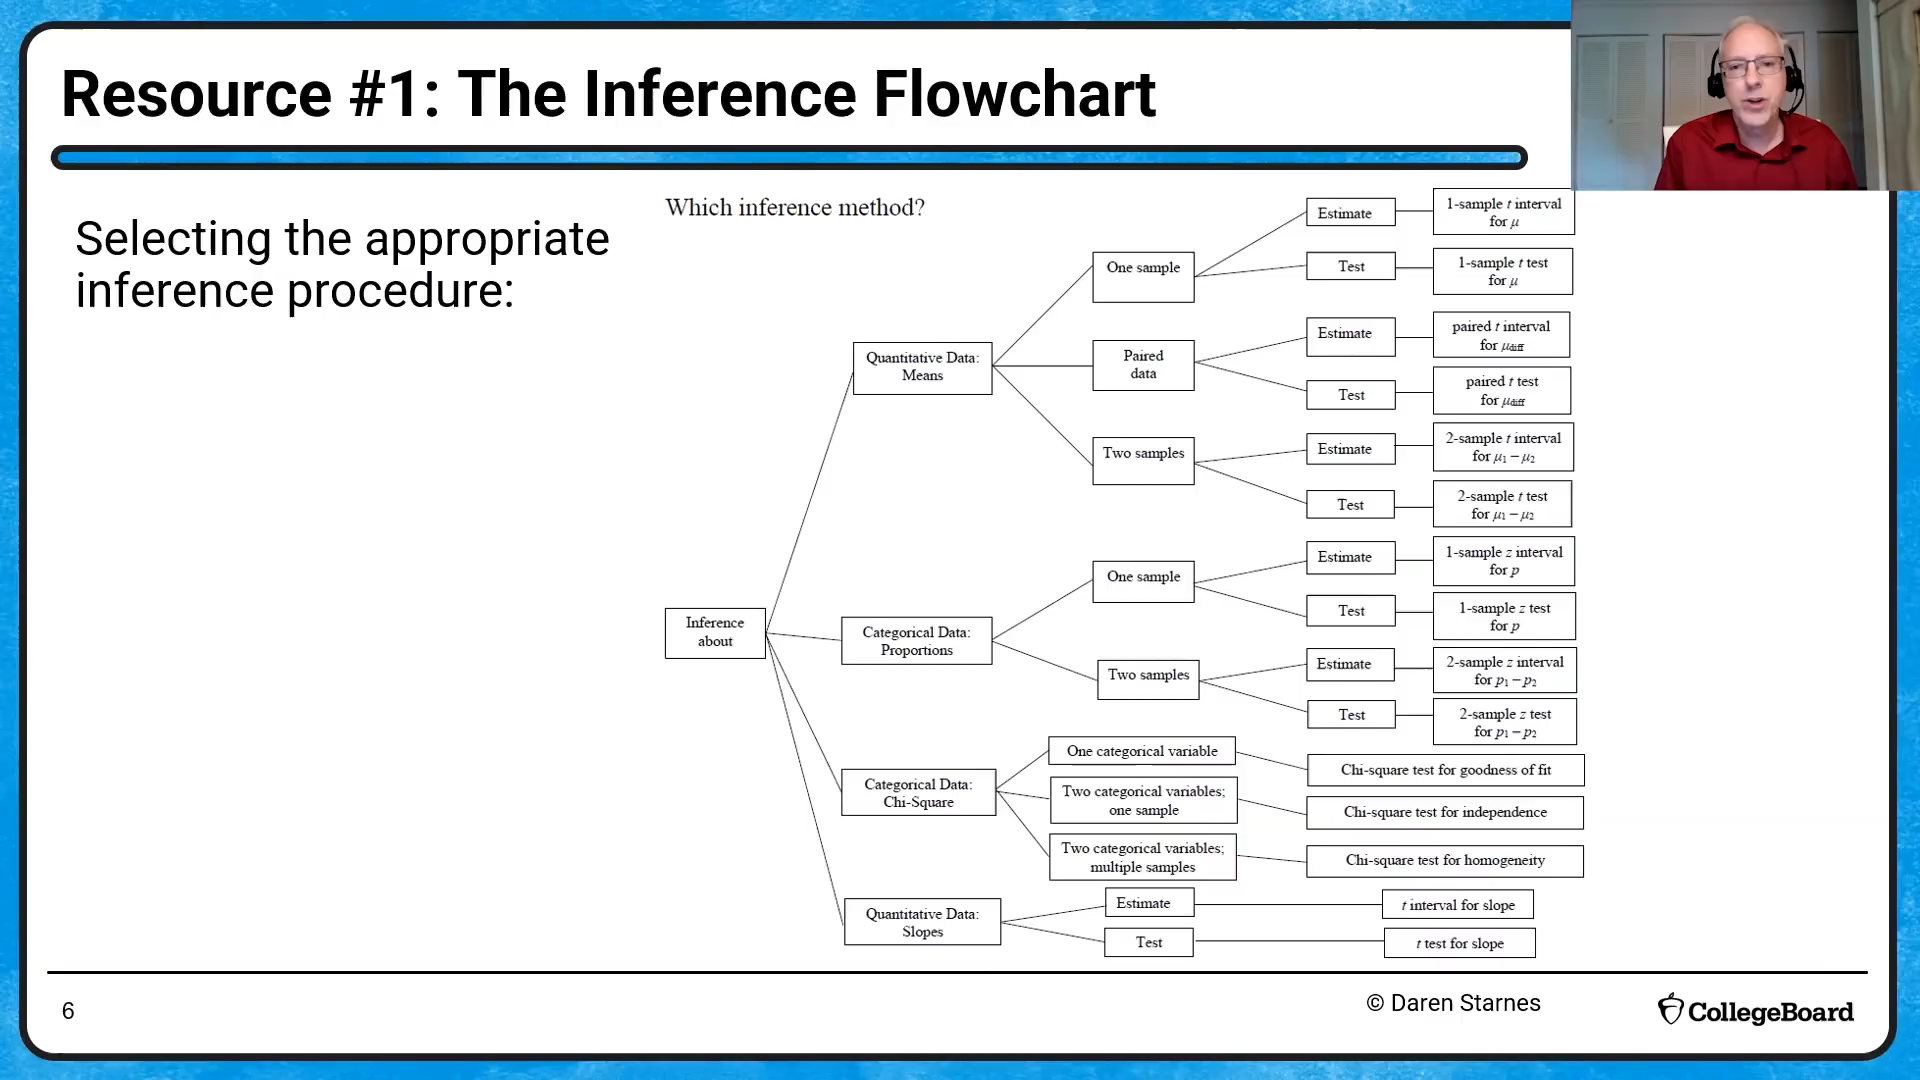 Resource #1: The Inference Flowchart
Selecting the appropriate
inference procedure:
Which inference method?
Inference
about
Quantitative Data:
Means
One sample
Estimate
1-sample t interval
for μ
Test
1-sample t test
for μ
Paired
data
Estimate
paired t interval
for μdiff
Test
paired t test
for μdiff
Two samples
Estimate
2-sample t interval
for μ₁ – μ₂
Test
2-sample t test
for μ₁ – μ₂
Categorical Data:
Proportions
One sample
Estimate
1-sample z interval
for p
Test
1-sample z test
for p
Two samples
Estimate
2-sample z interval
for p₁ – p₂
Test
2-sample z test
for p₁ – p₂
Categorical Data:
Chi-Square
One categorical variable
Chi-square test for goodness of fit
Two categorical variables;
one sample
Chi-square test for independence
Two categorical variables;
multiple samples
Chi-square test for homogeneity
Quantitative Data:
Slopes
Estimate
t interval for slope
Test
t test for slope
6
© Daren Starnes
CollegeBoard